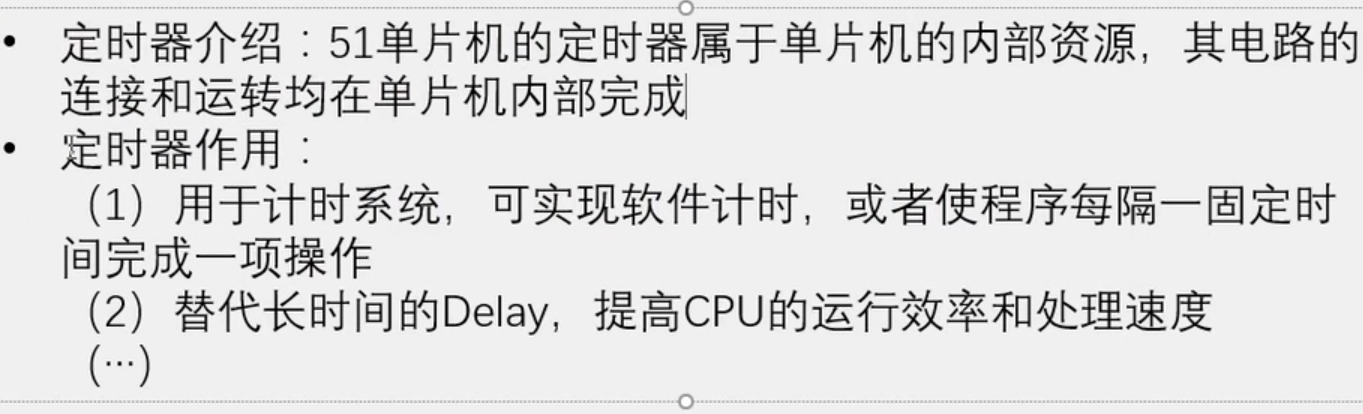 • 定时器介绍：51单片机的定时器属于单片机的内部资源，其电路的
连接和运转均在单片机内部完成
• 定时器作用：
（1）用于计时系统，可实现软件计时，或者使程序每隔一固定时
间完成一项操作
（2）替代长时间的Delay，提高CPU的运行效率和处理速度
（…）